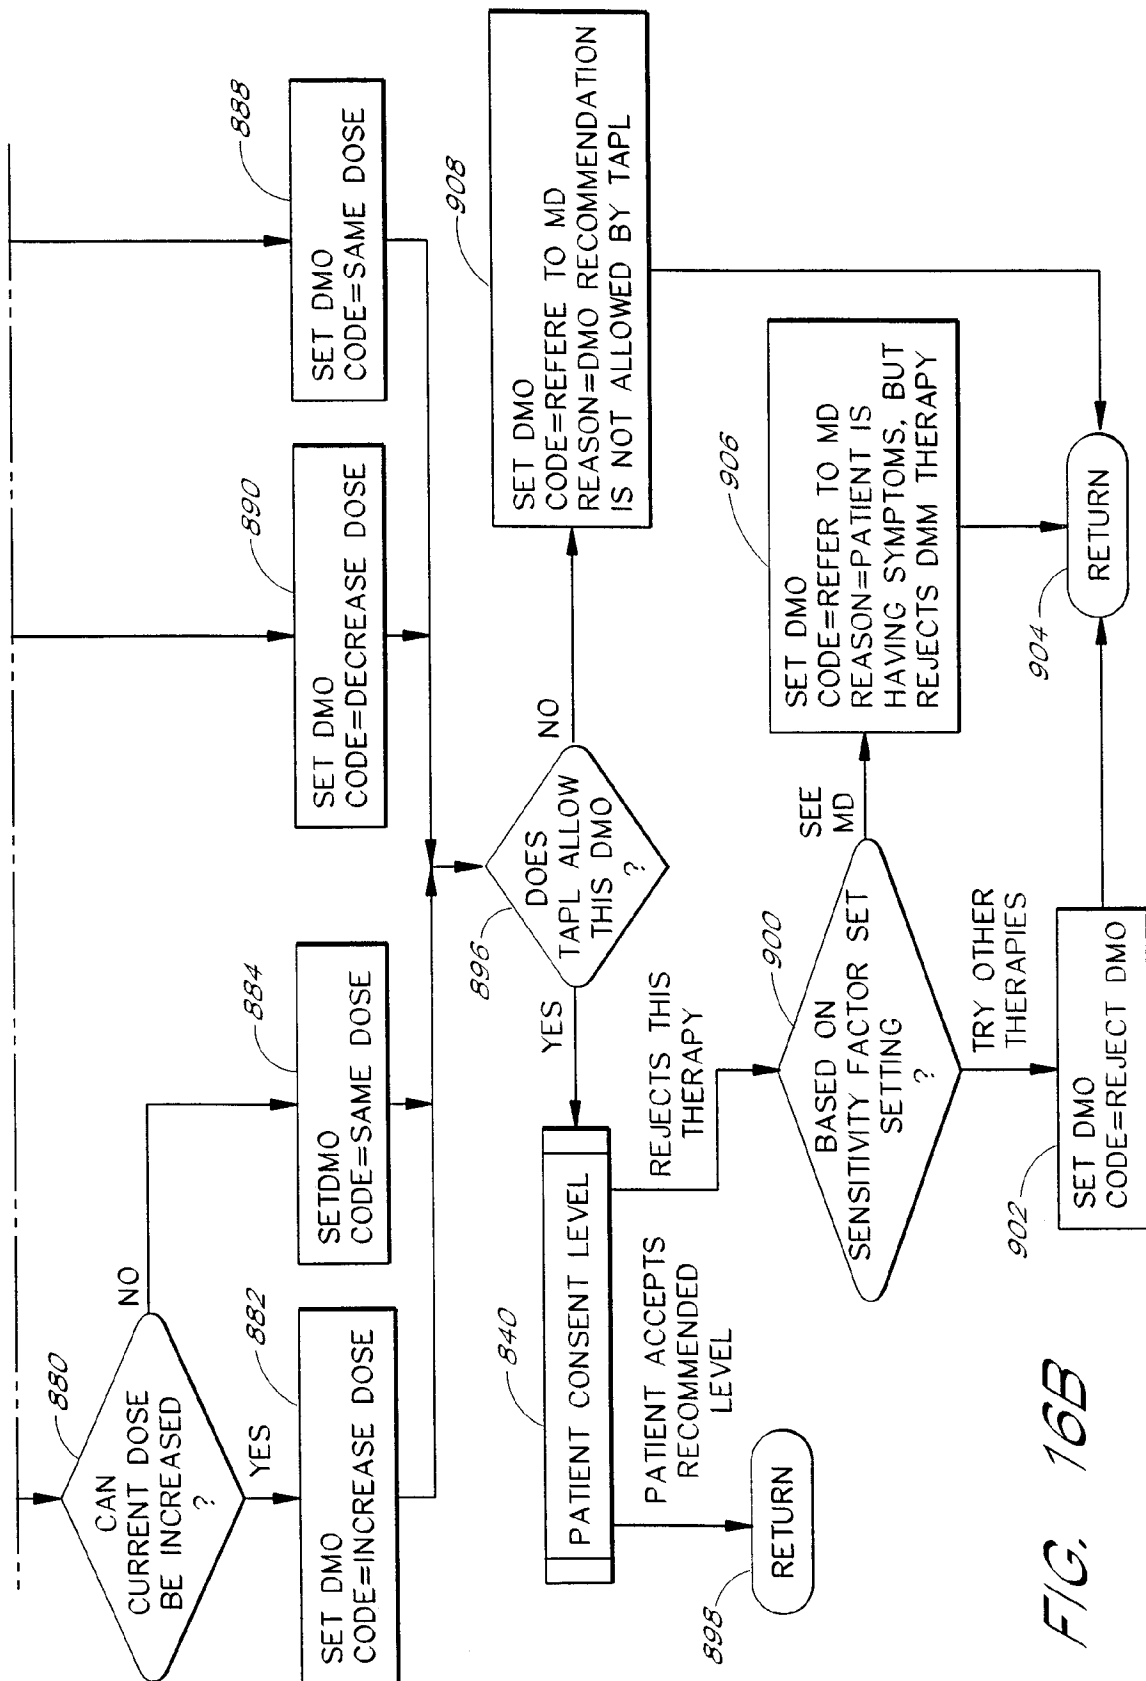 880
CAN
CURRENT DOSE
BE INCREASED
?
NO
YES
882
SET DMO
CODE=INCREASE DOSE
884
SETDMO
CODE=SAME DOSE
890
SET DMO
CODE=DECREASE DOSE
888
SET DMO
CODE=SAME DOSE
896
DOES
TAPL ALLOW
THIS DMO
?
YES
NO
908
SET DMO
CODE=REFERE TO MD
REASON=DMO RECOMMENDATION
IS NOT ALLOWED BY TAPL
840
PATIENT CONSENT LEVEL
PATIENT ACCEPTS
RECOMMENDED
LEVEL
REJECTS THIS
THERAPY
898
RETURN
900
BASED ON
SENSITIVITY FACTOR SET
SETTING
?
SEE
MD
TRY OTHER
THERAPIES
906
SET DMO
CODE=REFER TO MD
REASON=PATIENT IS
HAVING SYMPTOMS, BUT
REJECTS DMM THERAPY
902
SET DMO
CODE=REJECT DMO
904
RETURN
FIG. 16B